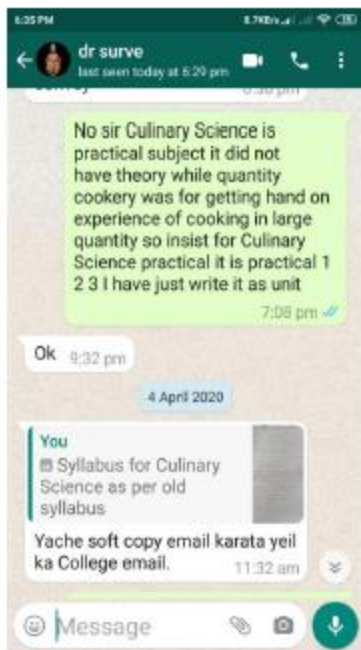 6:35 PM
dr surve
last seen today at 6:29 pm
No sir Culinary Science is
practical subject it did not
have theory while quantity
cookery was for getting hand on
experience of cooking in large
quantity so insist for Culinary
Science practical it is practical 1
2 3 I have just write it as unit
7:08 pm
Ok 9:32 pm
4 April 2020
You
Syllabus for Culinary
Science as per old
syllabus
Yache soft copy email karata yeil
ka College email.
11:32 am
Message